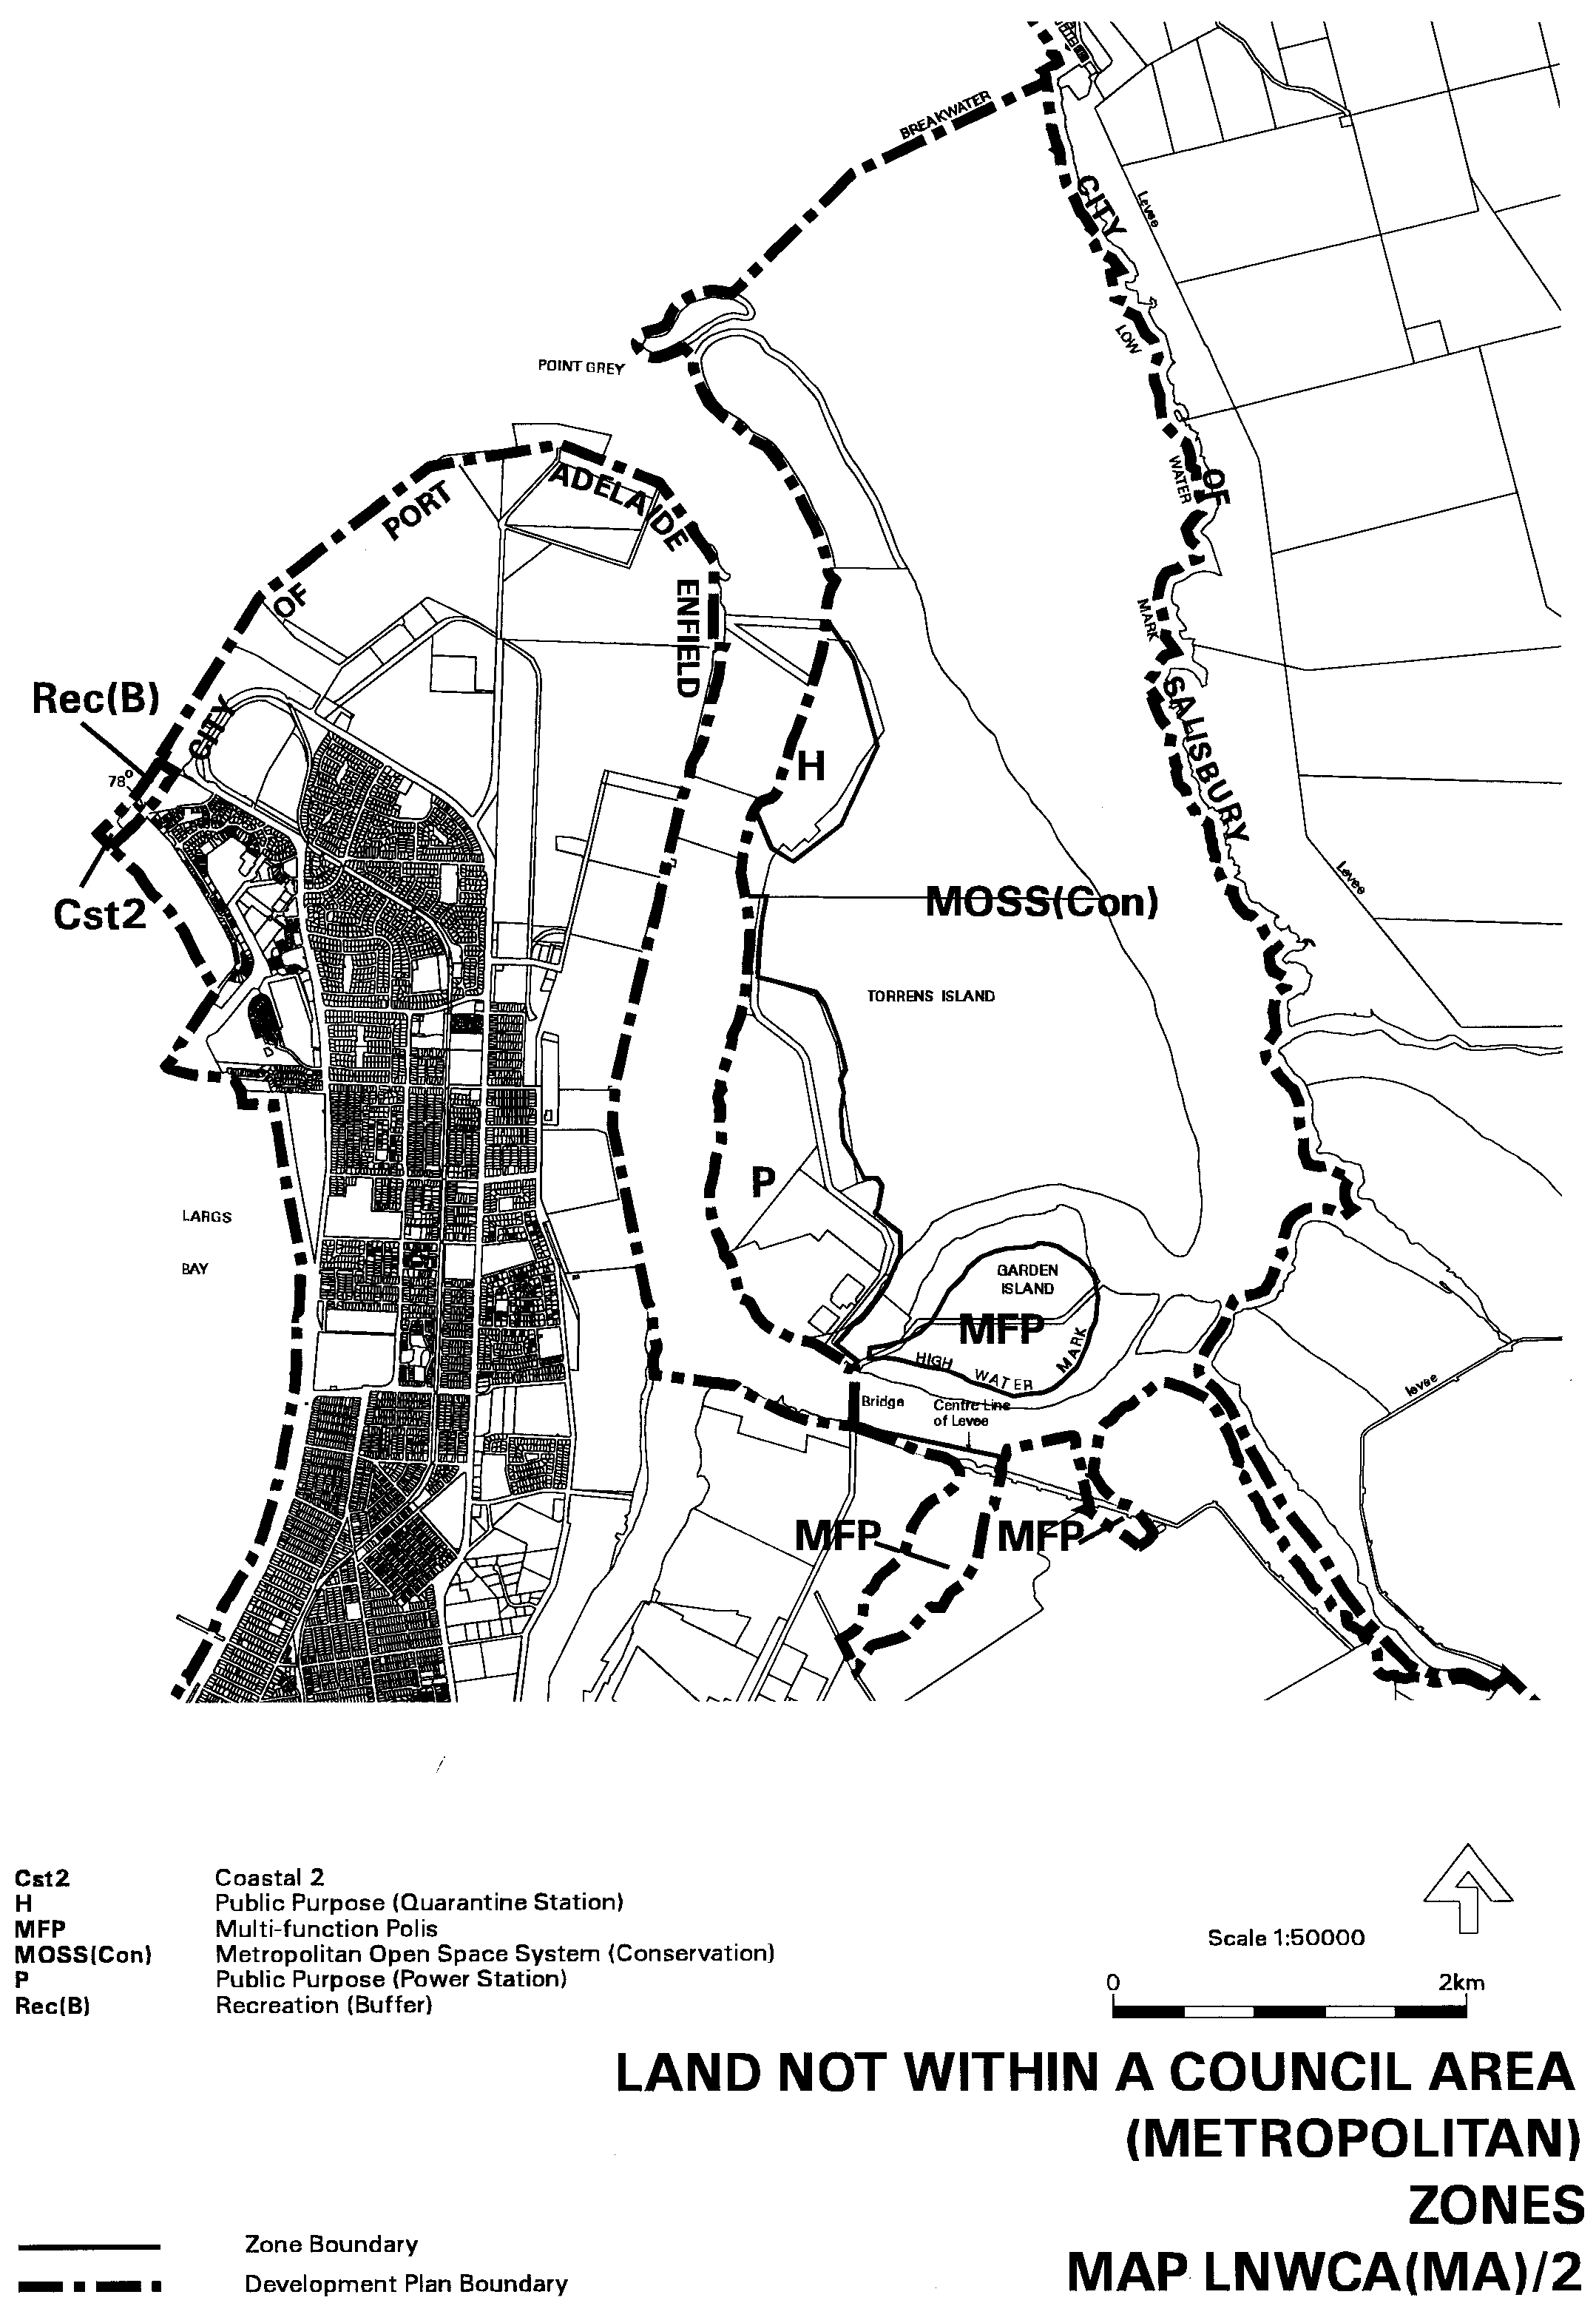 BREAKWATER
CITY
Levee
LOW
POINT GREY
WATER
OF
PORT
ADELAIDE
OF
ENFIELD
MARK
SALISBURY
Rec(B)
CITY
78°
H
Cst2
MOSS(Con)
Levee
TORRENS ISLAND
P
LARGS
BAY
GARDEN
ISLAND
MFP
HIGH WATER MARK
levee
Bridge
Centre Line
of Levee
MFP
MFP
Cst2 Coastal 2
H Public Purpose (Quarantine Station)
MFP Multi-function Polis
MOSS(Con) Metropolitan Open Space System (Conservation)
P Public Purpose (Power Station)
Rec(B) Recreation (Buffer)
Scale 1:50000
0 2km
LAND NOT WITHIN A COUNCIL AREA
(METROPOLITAN)
ZONES
MAP LNWCA(MA)/2
Zone Boundary
Development Plan Boundary